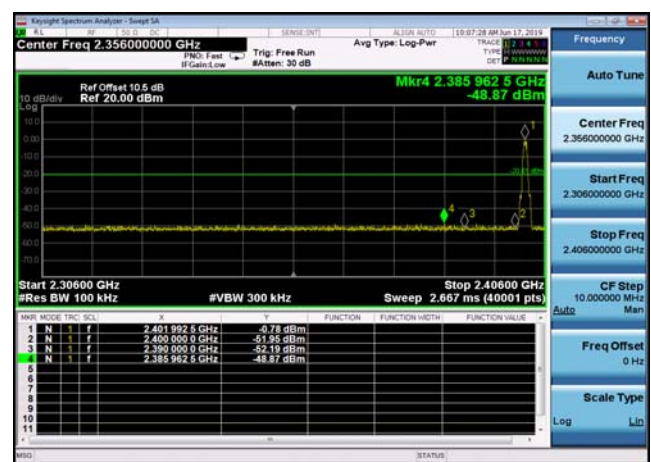 Keysight Spectrum Analyzer - Swept SA
RL RF 50 Ω DC SENSE:INT ALIGN AUTO 10:07:28 AM Jun 17, 2019
Center Freq 2.356000000 GHz
PNO: Fast
IFGain:Low
Trig: Free Run
#Atten: 30 dB
Avg Type: Log-Pwr
TRACE 1 2 3 4 5 6
TYPE
DET P N N N N N
Ref Offset 10.5 dB
Ref 20.00 dBm
10 dB/div
Log
Mkr4 2.385 962 5 GHz
-48.87 dBm
10.0
0.00
-10.0
-20.0
-30.0
-40.0
-50.0
-60.0
-70.0
1
4
3
2
Start 2.30600 GHz
Stop 2.40600 GHz
#Res BW 100 kHz #VBW 300 kHz Sweep 2.667 ms (40001 pts)
MKR MODE TRC SCL X Y FUNCTION FUNCTION WIDTH FUNCTION VALUE
1 N 1 f 2.401 992 5 GHz -0.78 dBm
2 N 1 f 2.400 000 0 GHz -51.95 dBm
3 N 1 f 2.390 000 0 GHz -52.19 dBm
4 N 1 f 2.385 962 5 GHz -48.87 dBm
5
6
7
8
9
10
11
MSG STATUS
Frequency
Auto Tune
Center Freq
2.356000000 GHz
Start Freq
2.306000000 GHz
Stop Freq
2.406000000 GHz
CF Step
10.000000 MHz
Auto Man
Freq Offset
0 Hz
Scale Type
Log Lin